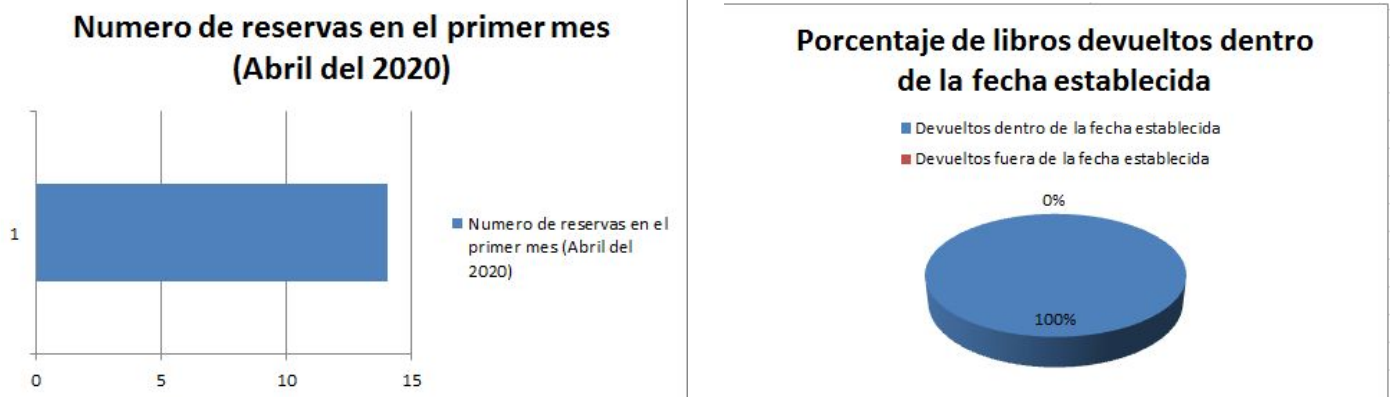 Numero de reservas en el primer mes
(Abril del 2020)
1
Numero de reservas en el
primer mes (Abril del
2020)
0 5 10 15
Porcentaje de libros devueltos dentro
de la fecha establecida
Devueltos dentro de la fecha establecida
Devueltos fuera de la fecha establecida
0%
100%